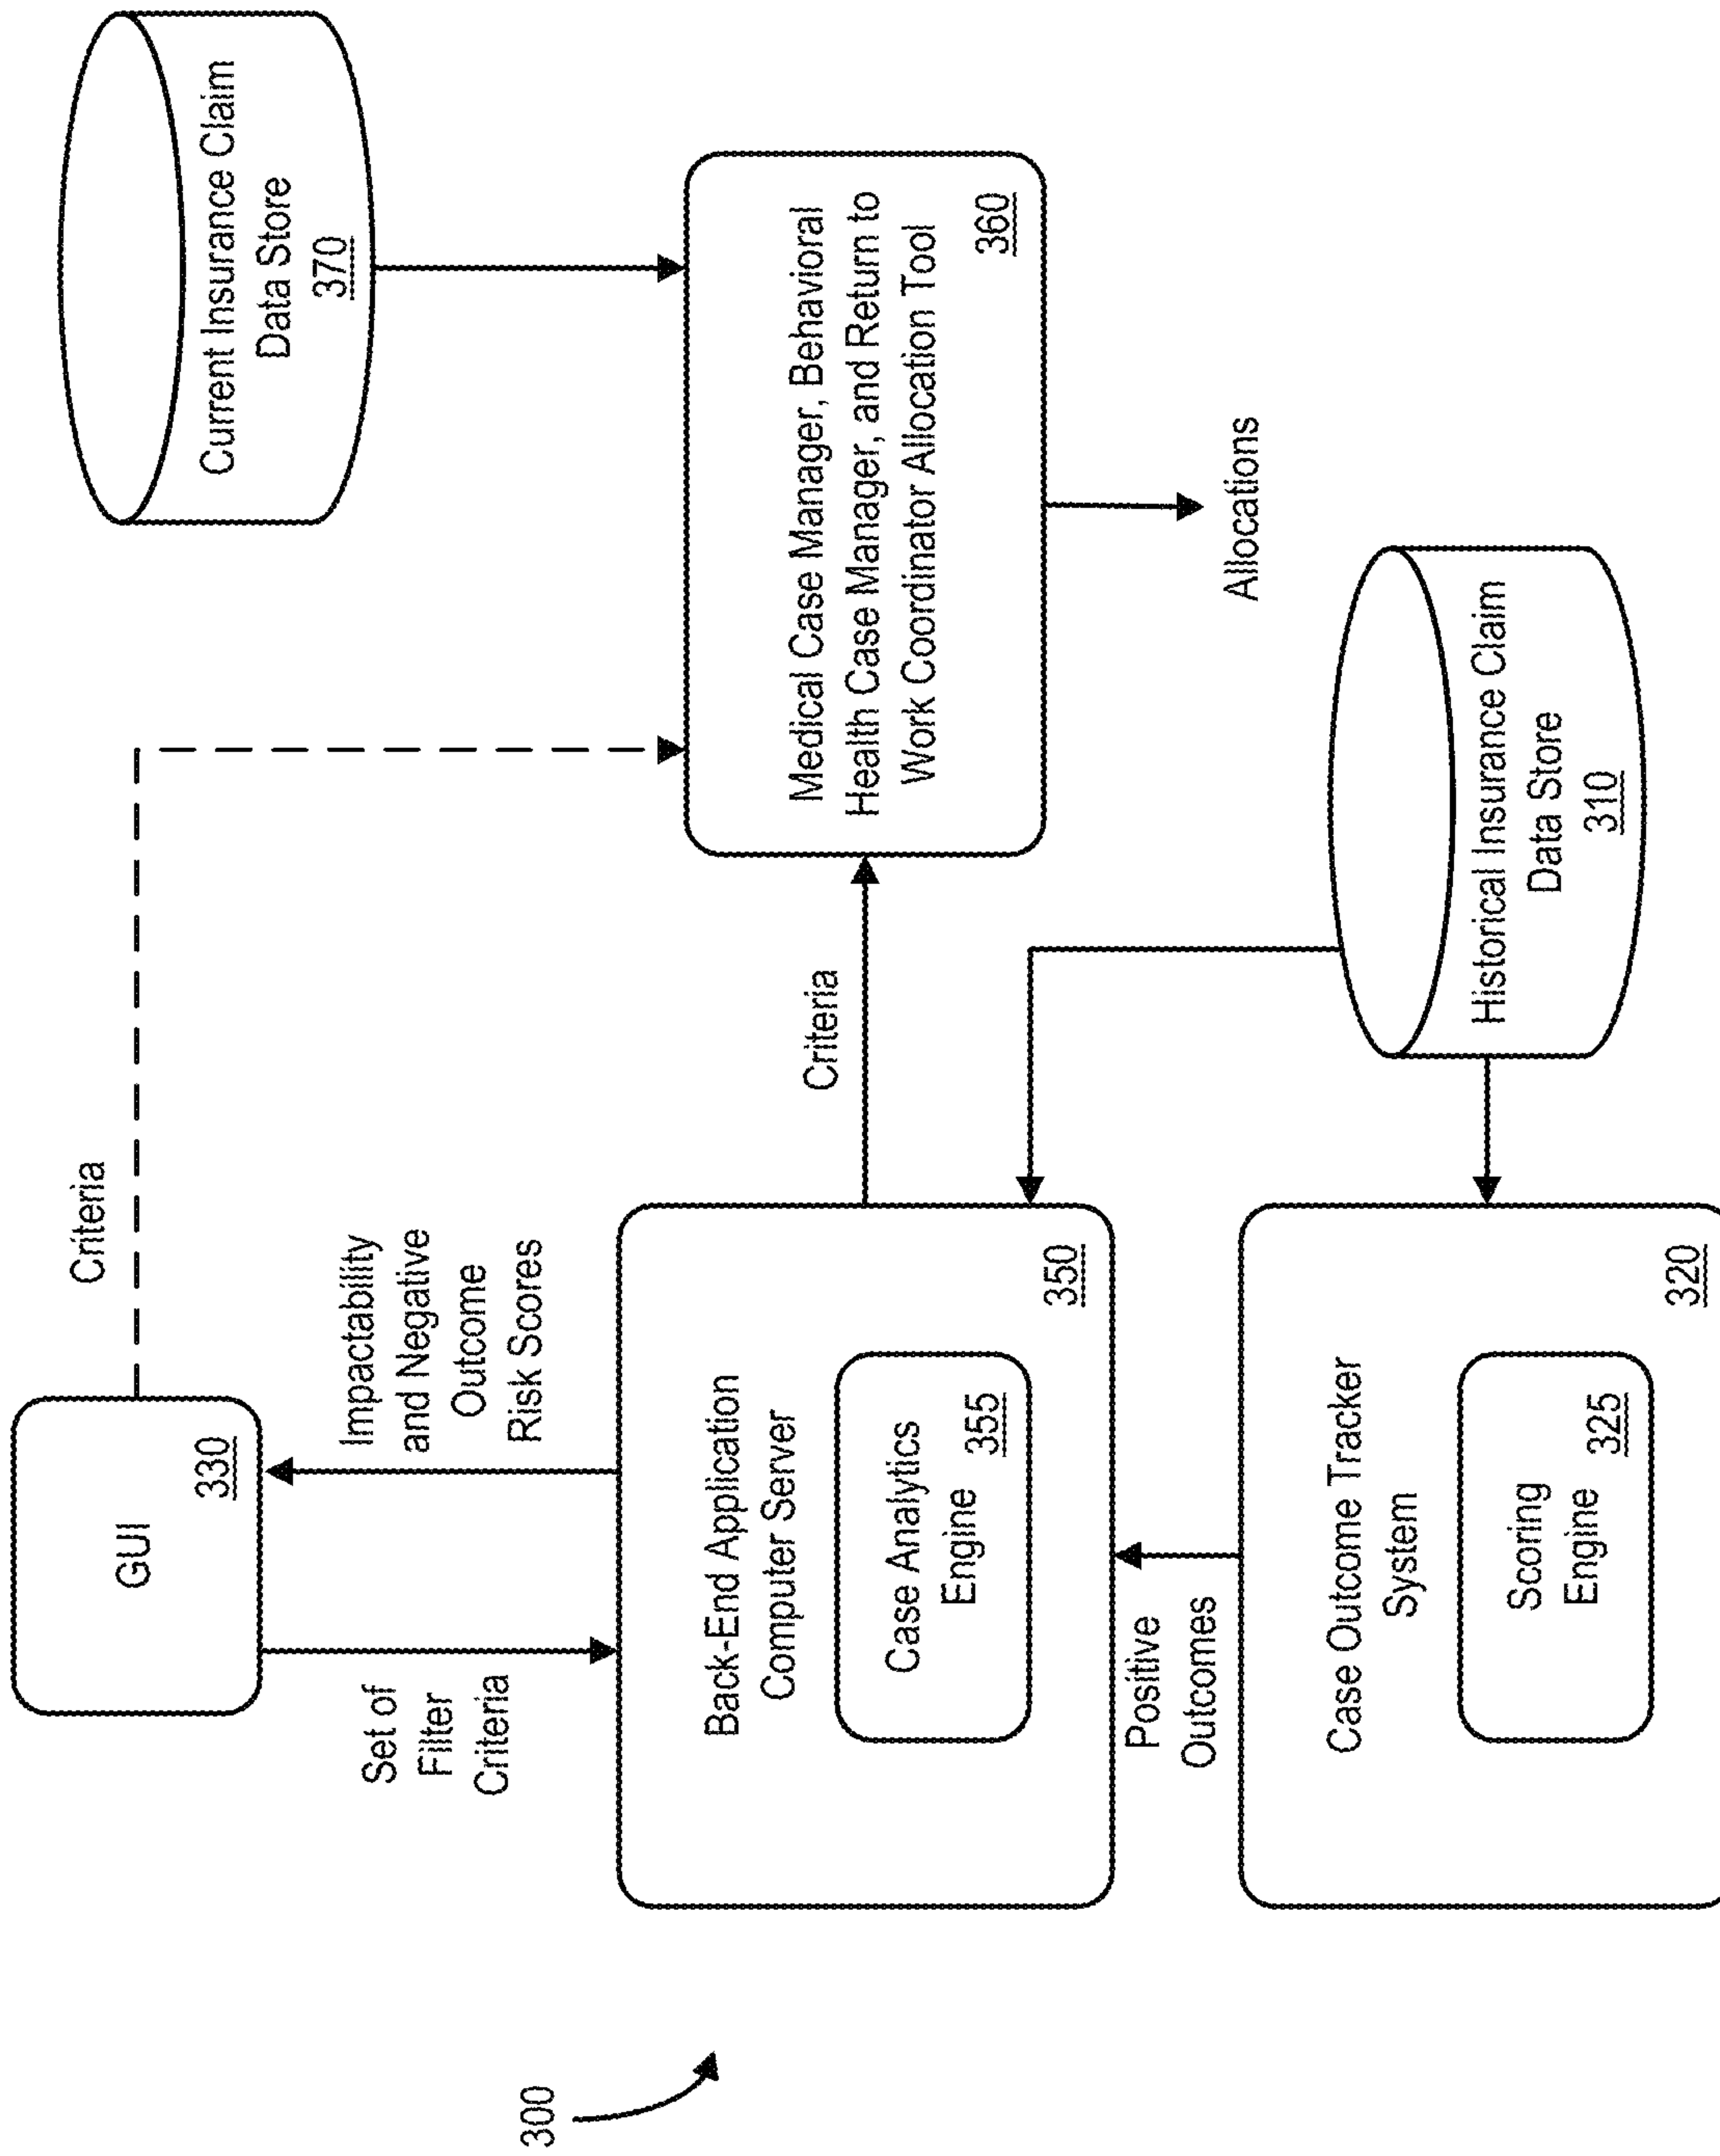 300
GUI
330
Criteria
Set of
Filter
Criteria
Impactability
and Negative
Outcome
Risk Scores
Current Insurance Claim
Data Store
370
Back-End Application
Computer Server
350
Case Analytics
Engine
355
Criteria
Medical Case Manager, Behavioral
Health Case Manager, and Return to
Work Coordinator Allocation Tool
360
Positive
Outcomes
Allocations
Case Outcome Tracker
System
320
Scoring
Engine
325
Historical Insurance Claim
Data Store
310